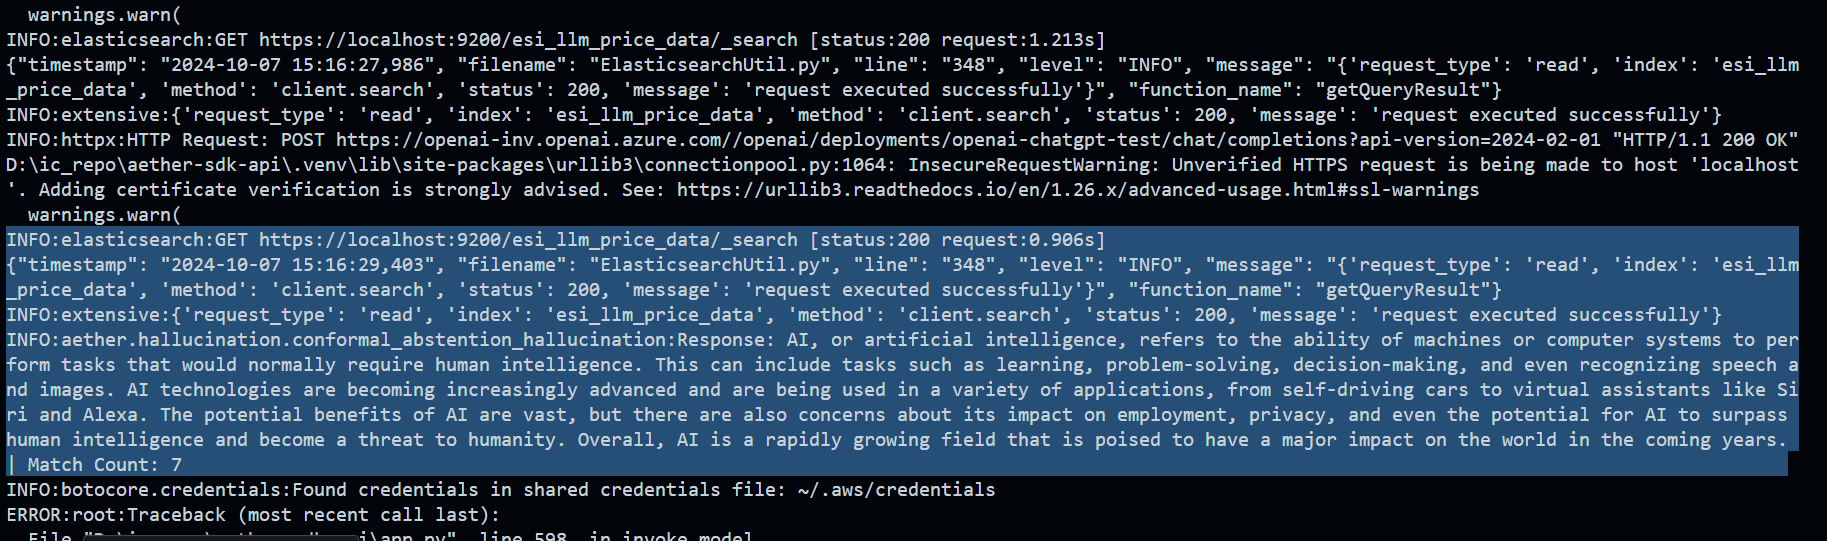 warnings.warn(
INFO:elasticsearch:GET https://localhost:9200/esi_llm_price_data/_search [status:200 request:1.213s]
{"timestamp": "2024-10-07 15:16:27,986", "filename": "ElasticsearchUtil.py", "line": "348", "level": "INFO", "message": "{'request_type': 'read', 'index': 'esi_llm
_price_data', 'method': 'client.search', 'status': 200, 'message': 'request executed successfully'}", "function_name": "getQueryResult"}
INFO:extensive:{'request_type': 'read', 'index': 'esi_llm_price_data', 'method': 'client.search', 'status': 200, 'message': 'request executed successfully'}
INFO:httpx:HTTP Request: POST https://openai-inv.openai.azure.com//openai/deployments/openai-chatgpt-test/chat/completions?api-version=2024-02-01 "HTTP/1.1 200 OK"
D:\ic_repo\aether-sdk-api\.venv\lib\site-packages\urllib3\connectionpool.py:1064: InsecureRequestWarning: Unverified HTTPS request is being made to host 'localhost
'. Adding certificate verification is strongly advised. See: https://urllib3.readthedocs.io/en/1.26.x/advanced-usage.html#ssl-warnings
  warnings.warn(
INFO:elasticsearch:GET https://localhost:9200/esi_llm_price_data/_search [status:200 request:0.906s]
{"timestamp": "2024-10-07 15:16:29,403", "filename": "ElasticsearchUtil.py", "line": "348", "level": "INFO", "message": "{'request_type': 'read', 'index': 'esi_llm
_price_data', 'method': 'client.search', 'status': 200, 'message': 'request executed successfully'}", "function_name": "getQueryResult"}
INFO:extensive:{'request_type': 'read', 'index': 'esi_llm_price_data', 'method': 'client.search', 'status': 200, 'message': 'request executed successfully'}
INFO:aether.hallucination.conformal_abstention_hallucination:Response: AI, or artificial intelligence, refers to the ability of machines or computer systems to per
form tasks that would normally require human intelligence. This can include tasks such as learning, problem-solving, decision-making, and even recognizing speech a
nd images. AI technologies are becoming increasingly advanced and are being used in a variety of applications, from self-driving cars to virtual assistants like Si
ri and Alexa. The potential benefits of AI are vast, but there are also concerns about its impact on employment, privacy, and even the potential for AI to surpass
human intelligence and become a threat to humanity. Overall, AI is a rapidly growing field that is poised to have a major impact on the world in the coming years.
| Match Count: 7
INFO:botocore.credentials:Found credentials in shared credentials file: ~/.aws/credentials
ERROR:root:Traceback (most recent call last):
  File line 598, in invoke_model